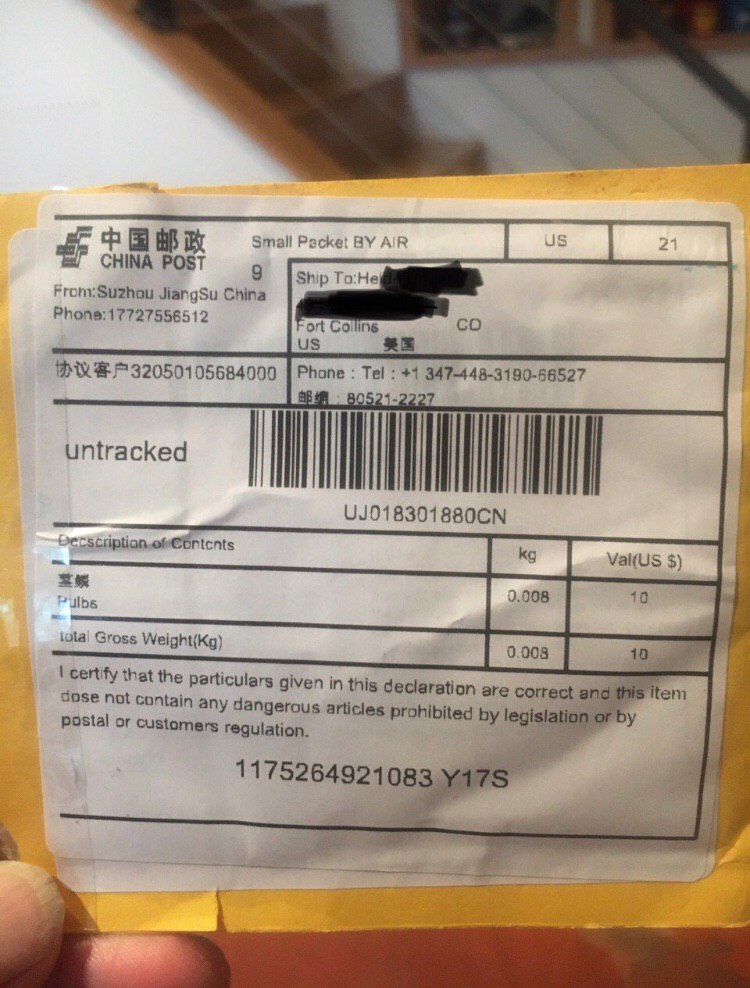 中国邮政
CHINA POST
Small Packet BY AIR
US
21
9
From:Suzhou JiangSu China
Phone:17727556512
Ship To:He
Fort Collins CO
US 美国
协议客户32050105684000
Phone : Tel : +1 347-448-3190-66527
邮编 : 80521-2227
untracked
UJ018301880CN
Decscription of Contents
kg
Val(US $)
Bulbs
0.008
10
total Gross Weight(Kg)
0.008
10
I certify that the particulars given in this declaration are correct and this item
dose not contain any dangerous articles prohibited by legislation or by
postal or customers regulation.
1175264921083 Y17S